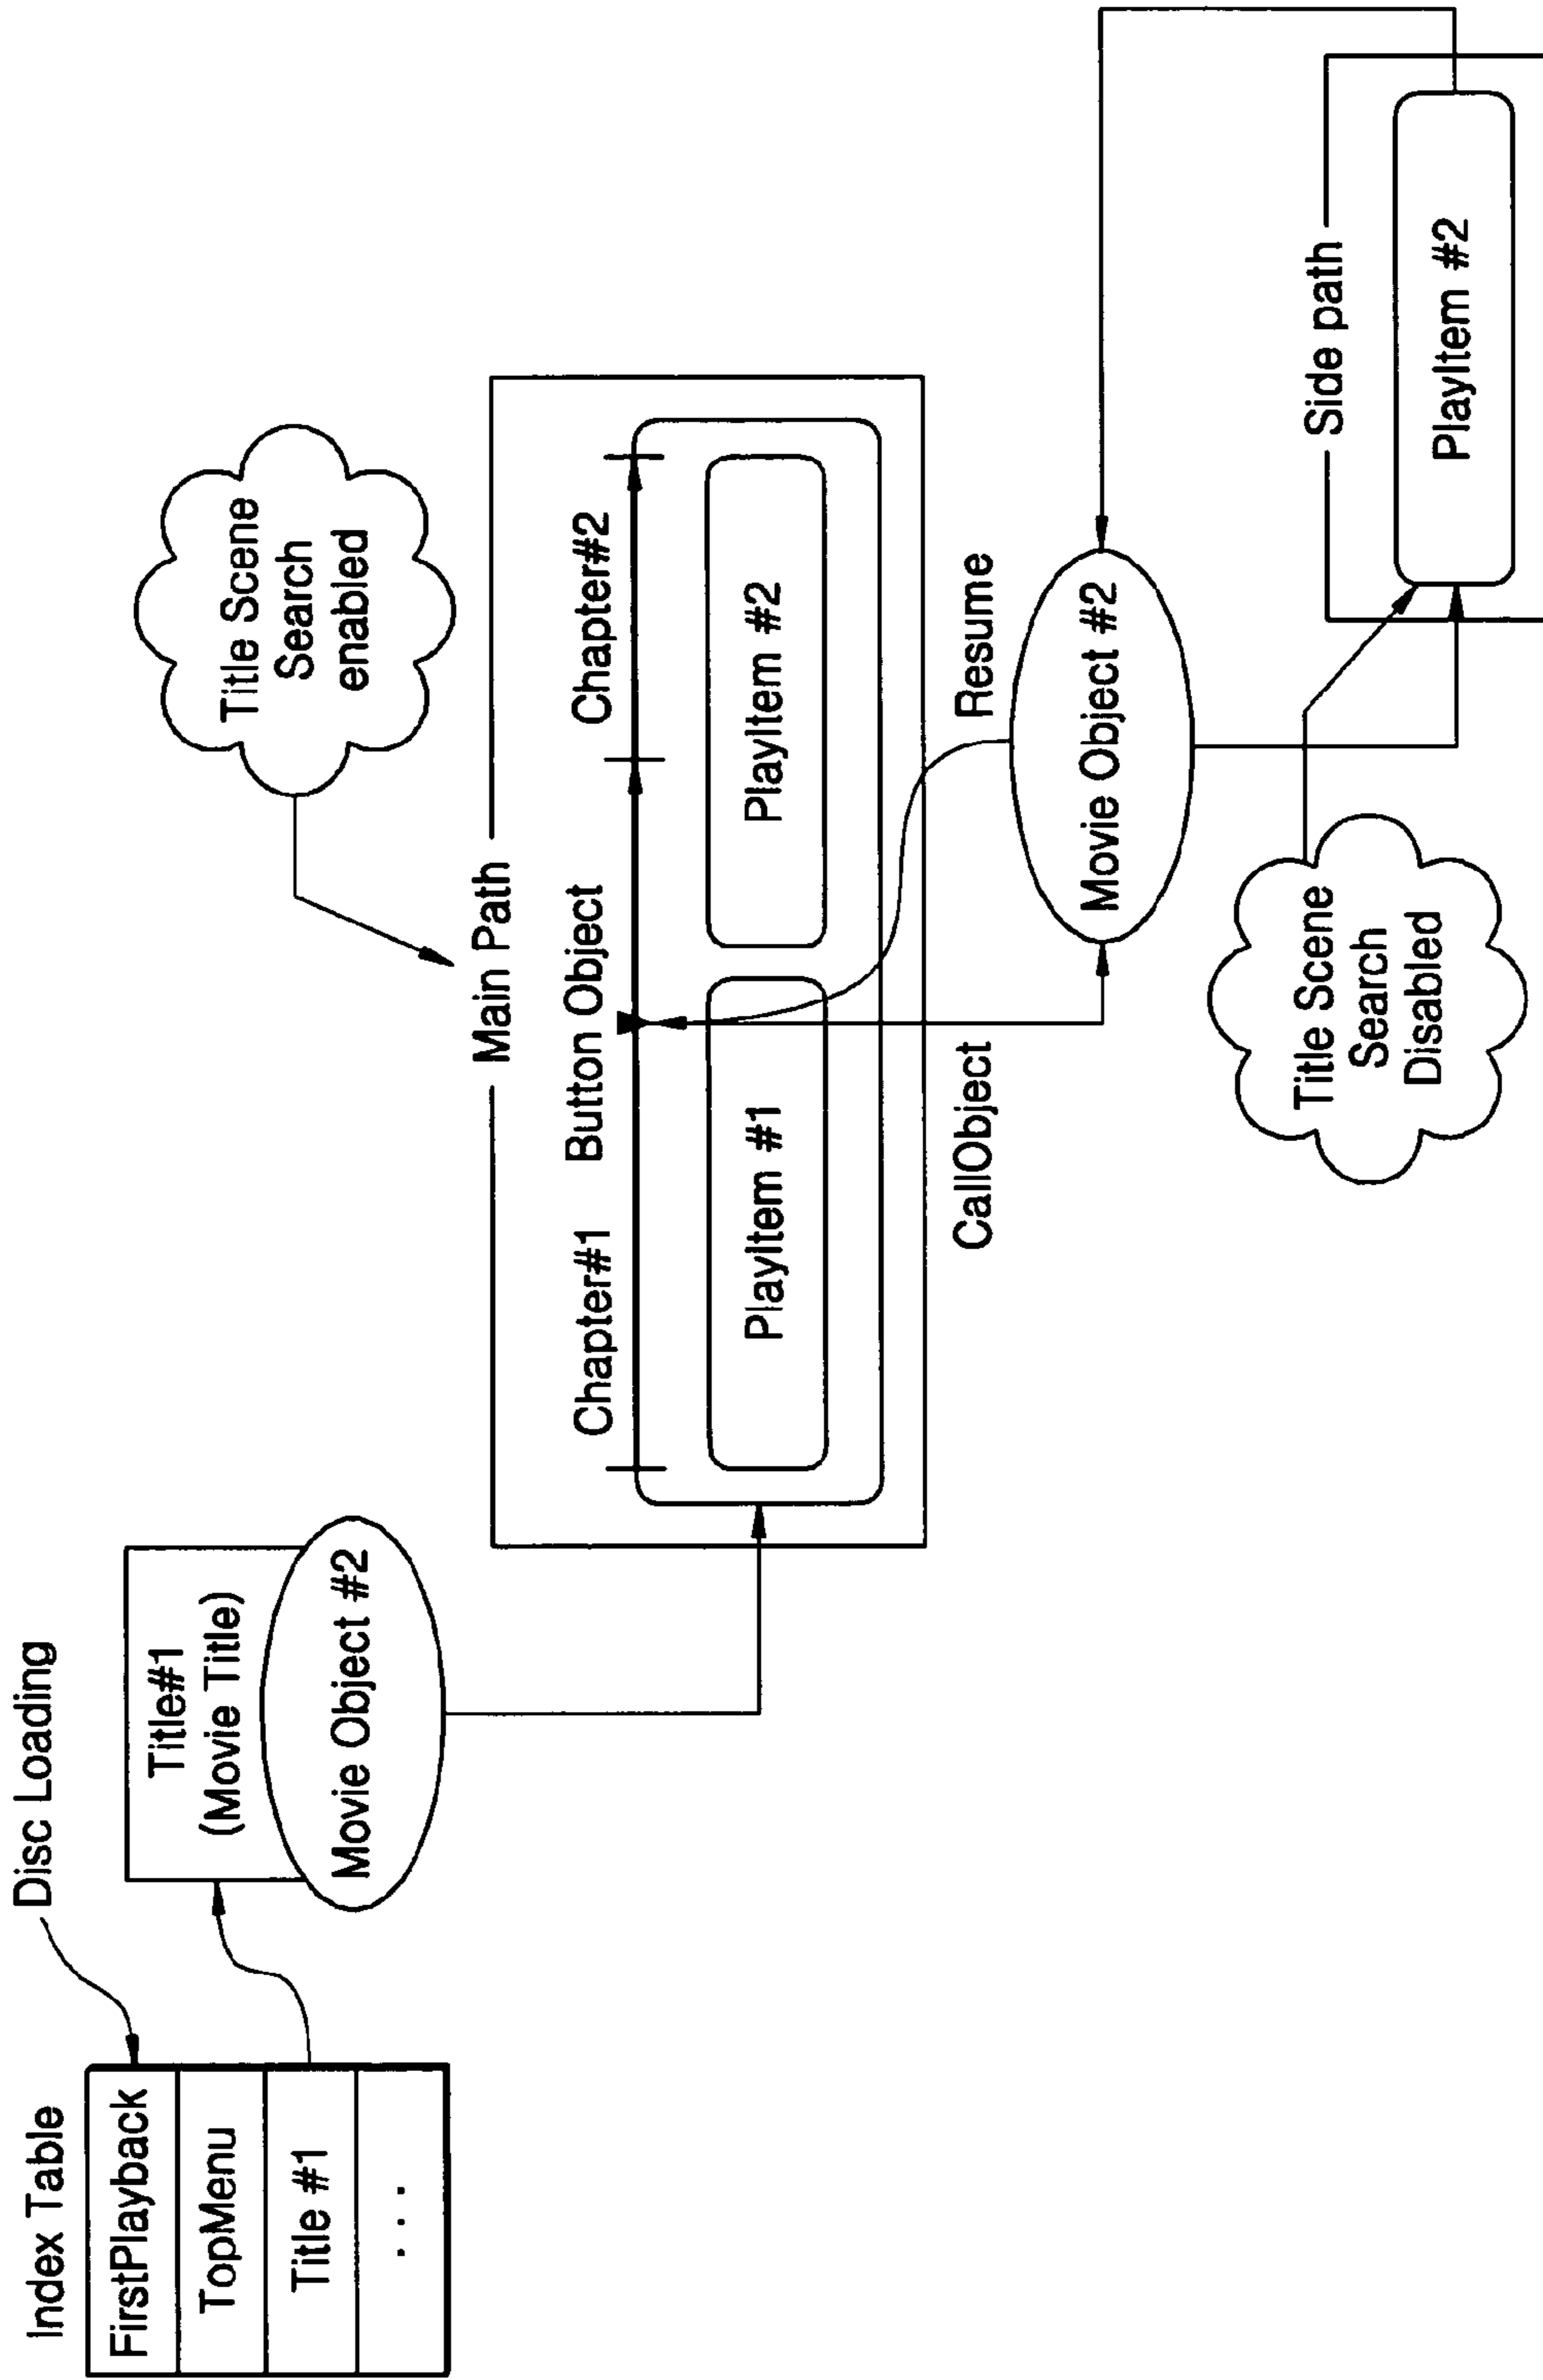 Index Table
FirstPlayback
TopMenu
Title #1
. . .
Disc Loading
Title#1
(Movie Title)
Movie Object #2
Title Scene
Search
enabled
Main Path
Chapter#1
Button Object
Chapter#2
PlayItem #1
PlayItem #2
CallObject
Resume
Movie Object #2
Title Scene
Search
Disabled
Side path
PlayItem #2